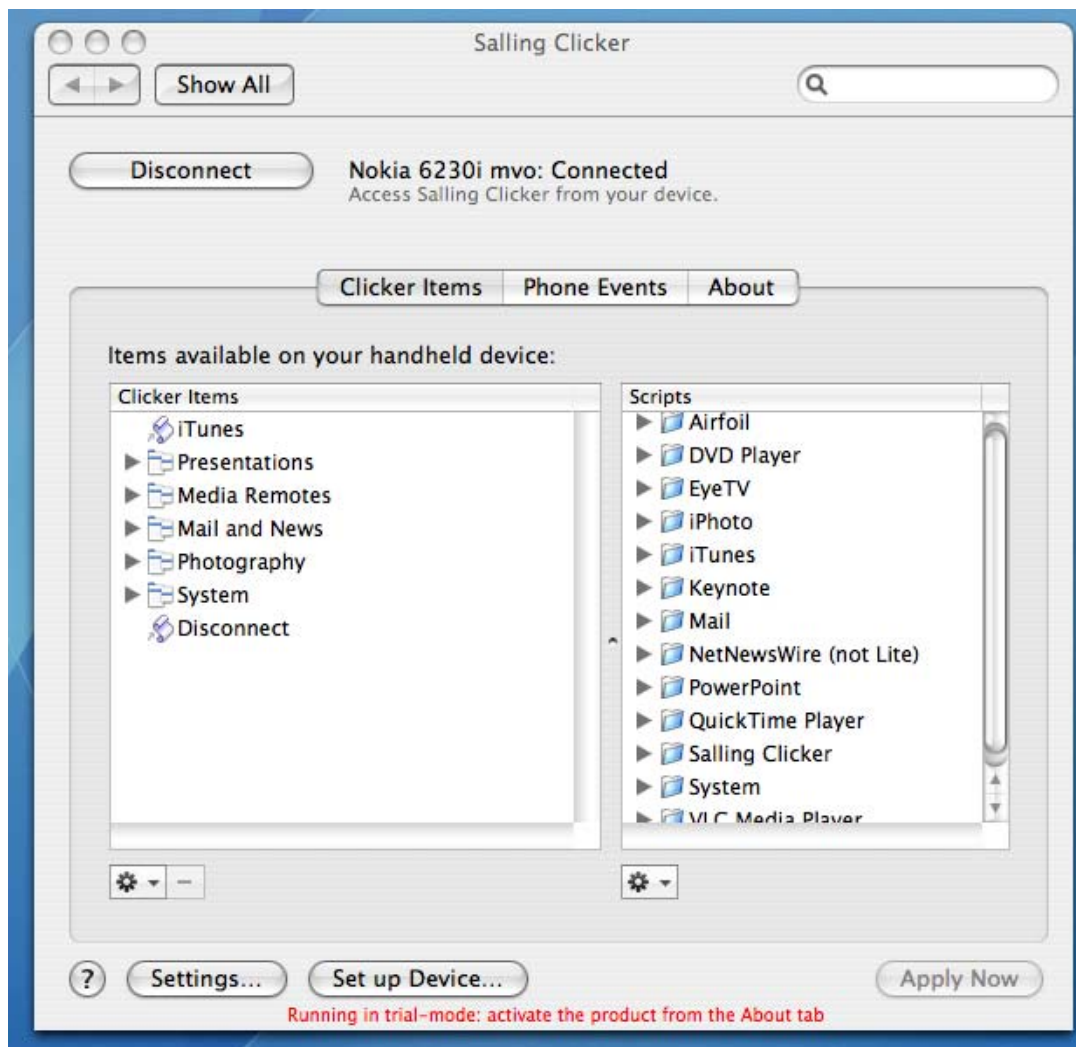 Salling Clicker
Show All
Disconnect
Nokia 6230i mvo: Connected
Access Salling Clicker from your device.
Clicker Items
Phone Events
About
Items available on your handheld device:
Clicker Items
iTunes
Presentations
Media Remotes
Mail and News
Photography
System
Disconnect
Scripts
Airfoil
DVD Player
EyeTV
iPhoto
iTunes
Keynote
Mail
NetNewsWire (not Lite)
PowerPoint
QuickTime Player
Salling Clicker
System
VLC Media Player
?
Settings...
Set up Device...
Apply Now
Running in trial-mode: activate the product from the About tab